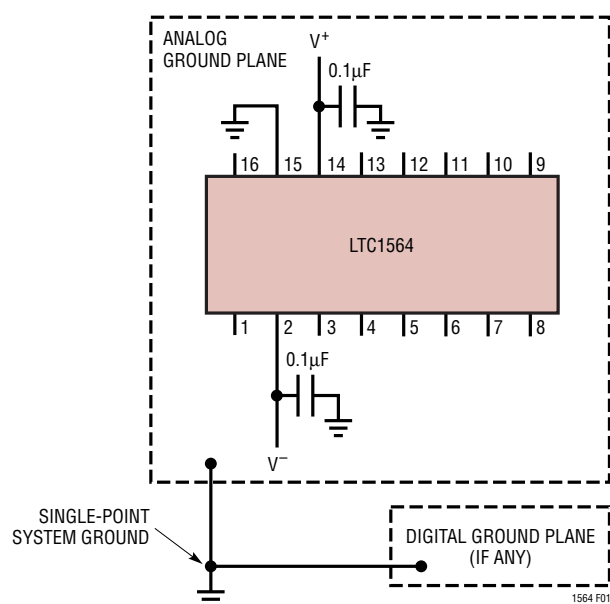 ANALOG
GROUND PLANE
V+
0.1µF
16 15 14 13 12 11 10 9
LTC1564
1 2 3 4 5 6 7 8
0.1µF
V−
SINGLE-POINT
SYSTEM GROUND
DIGITAL GROUND PLANE
(IF ANY)
1564 F01